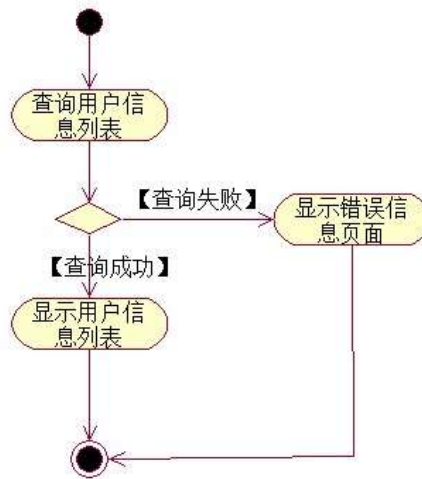 查询用户信
息列表
【查询失败】
显示错误信
息页面
【查询成功】
显示用户信
息列表